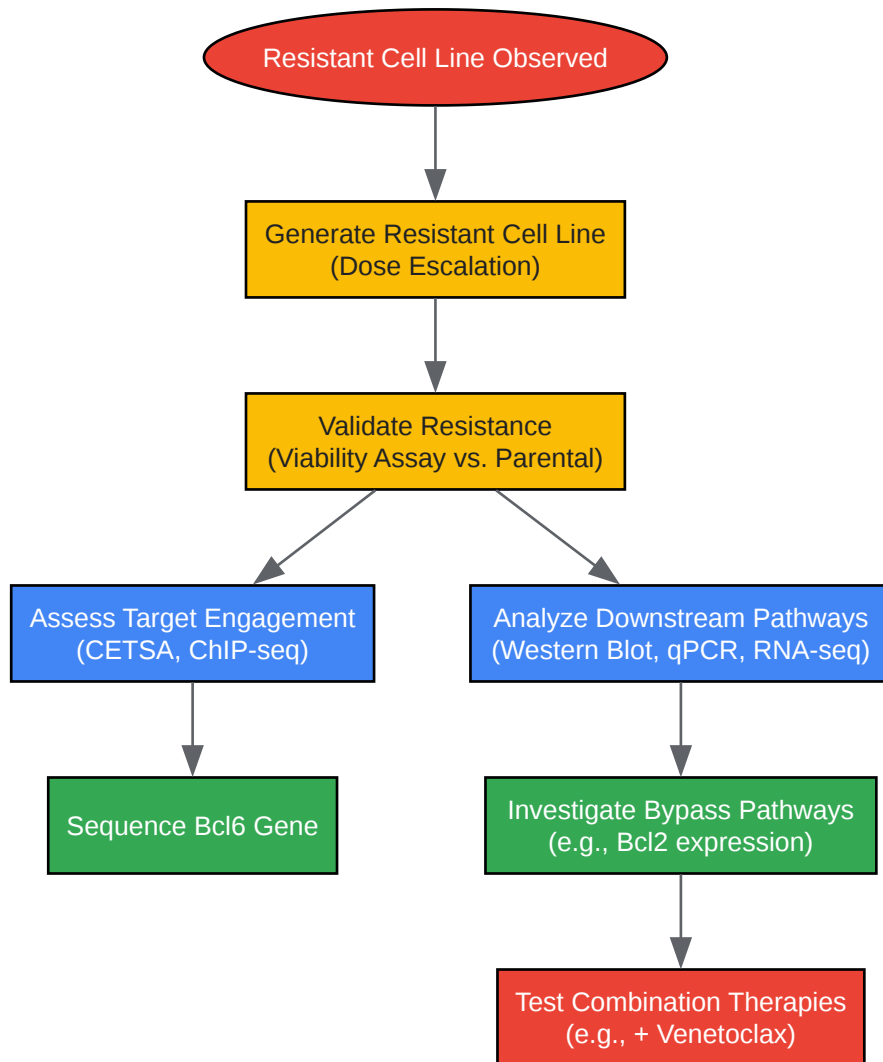 Resistant Cell Line Observed
Generate Resistant Cell Line
(Dose Escalation)
Validate Resistance
(Viability Assay vs. Parental)
Assess Target Engagement
(CETSA, ChIP-seq)
Analyze Downstream Pathways
(Western Blot, qPCR, RNA-seq)
Sequence Bcl6 Gene
Investigate Bypass Pathways
(e.g., Bcl2 expression)
Test Combination Therapies
(e.g., + Venetoclax)